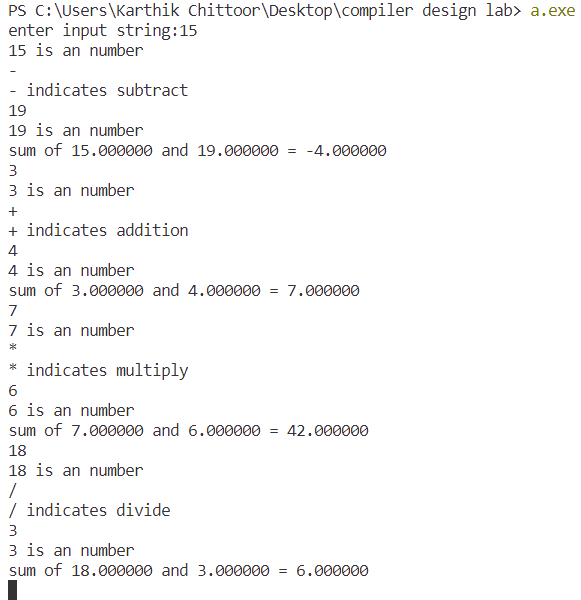 PS C:\Users\Karthik Chittoor\Desktop\compiler design lab> a.exe
enter input string:15
15 is an number
-
- indicates subtract
19
19 is an number
sum of 15.000000 and 19.000000 = -4.000000
3
3 is an number
+
+ indicates addition
4
4 is an number
sum of 3.000000 and 4.000000 = 7.000000
7
7 is an number
*
* indicates multiply
6
6 is an number
sum of 7.000000 and 6.000000 = 42.000000
18
18 is an number
/
/ indicates divide
3
3 is an number
sum of 18.000000 and 3.000000 = 6.000000